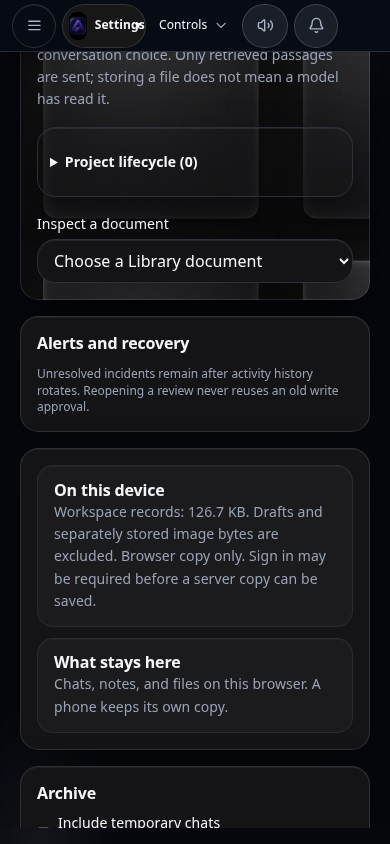 Settings
Controls
conversation choice. Only retrieved passages
are sent; storing a file does not mean a model
has read it.
Project lifecycle (0)
Inspect a document
Choose a Library document
Alerts and recovery
Unresolved incidents remain after activity history
rotates. Reopening a review never reuses an old write
approval.
On this device
Workspace records: 126.7 KB. Drafts and
separately stored image bytes are
excluded. Browser copy only. Sign in may
be required before a server copy can be
saved.
What stays here
Chats, notes, and files on this browser. A
phone keeps its own copy.
Archive
Include temporary chats